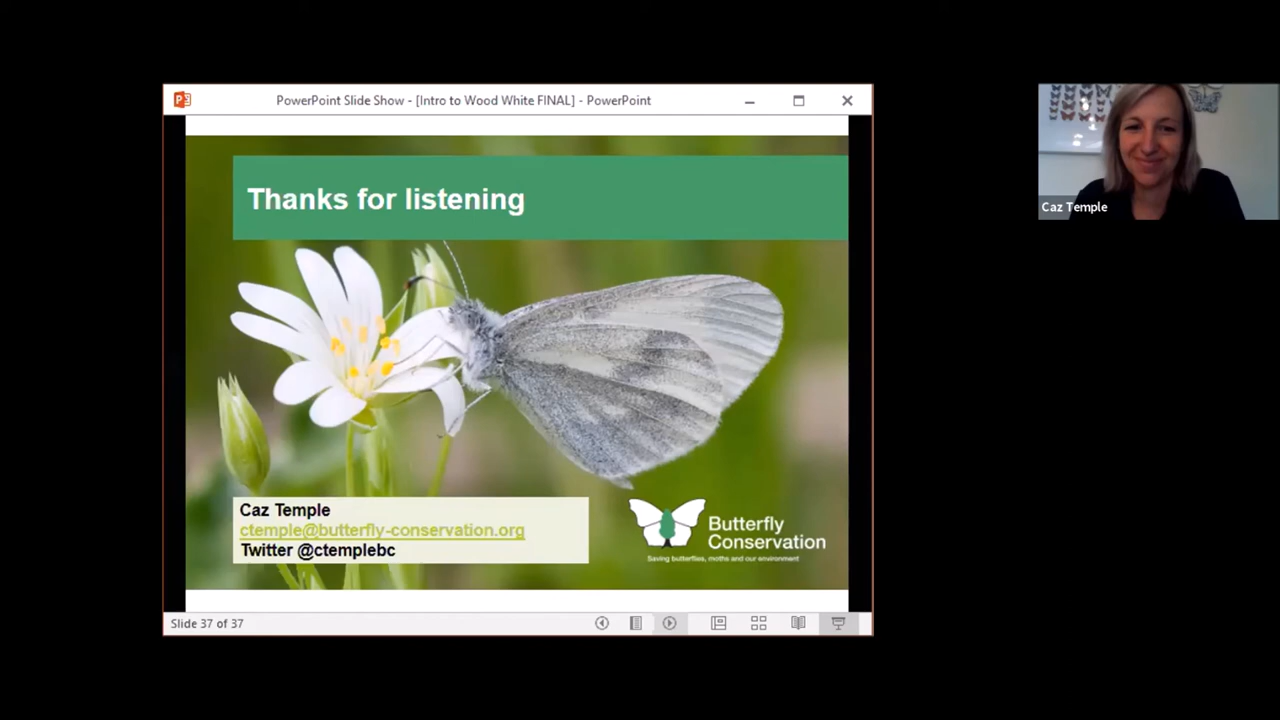 PowerPoint Slide Show - [Intro to Wood White FINAL] - PowerPoint
Thanks for listening
Caz Temple
ctemple@butterfly-conservation.org
Twitter @ctemplebc
Butterfly
Conservation
Saving butterflies, moths and our environment
Slide 37 of 37
Caz Temple